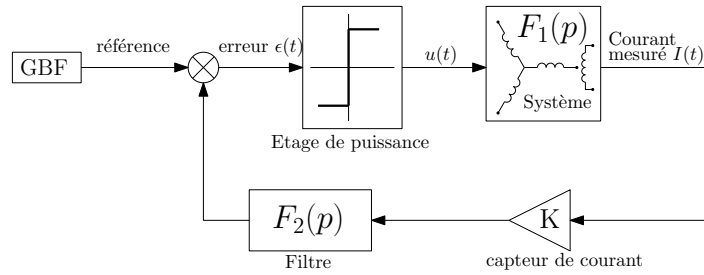 GBF
référence
erreur ϵ(t)
Etage de puissance
u(t)
F₁(p)
Système
Courant
mesuré I(t)
F₂(p)
Filtre
K
capteur de courant